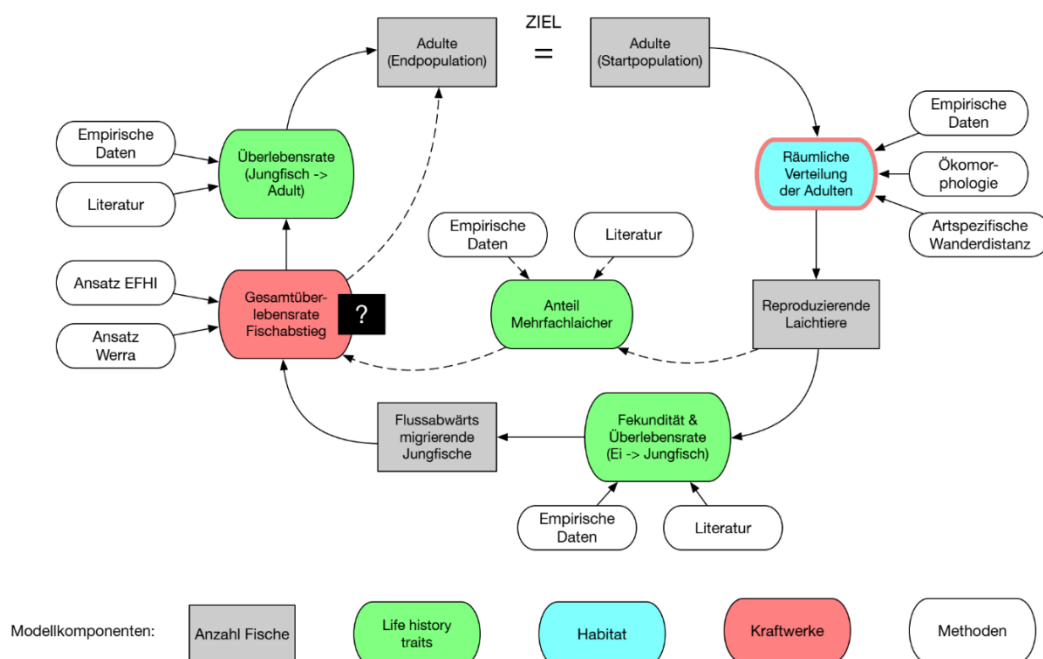 ZIEL
=
Adulte
(Endpopulation)
Adulte
(Startpopulation)
Empirische
Daten
Literatur
Überlebensrate
(Jungfisch ->
Adult)
Räumliche
Verteilung
der Adulten
Empirische
Daten
Ökomor-
phologie
Artspezifische
Wanderdistanz
Empirische
Daten
Literatur
Ansatz EFHI
Ansatz
Werra
Gesamtüber-
lebensrate
Fischabstieg
?
Anteil
Mehrfachlaicher
Reproduzierende
Laichtiere
Flussabwärts
migrierende
Jungfische
Fekundität &
Überlebensrate
(Ei -> Jungfisch)
Empirische
Daten
Literatur
Modellkomponenten:
Anzahl Fische
Life history
traits
Habitat
Kraftwerke
Methoden